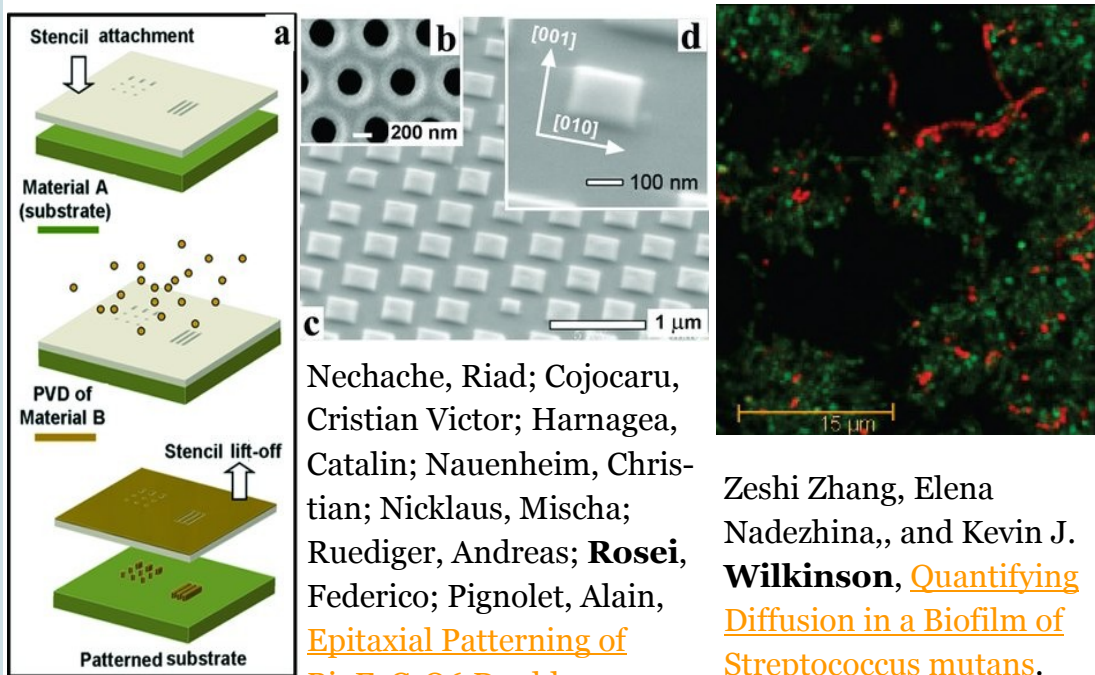 Stencil attachment
a
Material A
(substrate)
PVD of
Material B
Stencil lift-off
Patterned substrate
b
200 nm
d
[001]
[010]
100 nm
c
1 µm
Nechache, Riad; Cojocaru,
Cristian Victor; Harnagea,
Catalin; Nauenheim, Chris-
tian; Nicklaus, Mischa;
Ruediger, Andreas; Rosei,
Federico; Pignolet, Alain,
Epitaxial Patterning of
15 µm
Zeshi Zhang, Elena
Nadezhina,, and Kevin J.
Wilkinson, Quantifying
Diffusion in a Biofilm of
Streptococcus mutans.